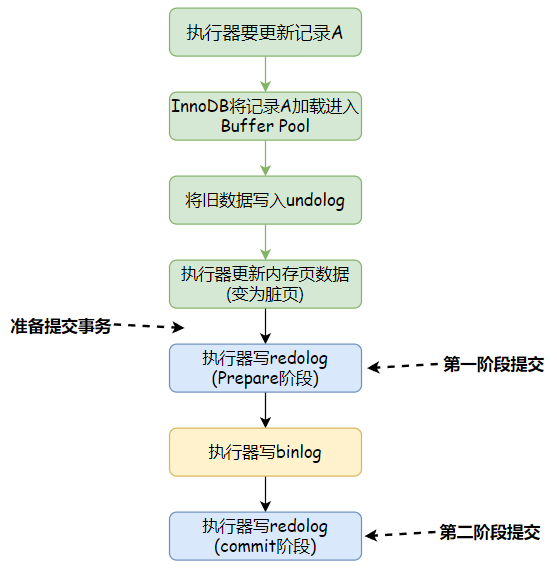 执行器要更新记录A
InnoDB将记录A加载进入
Buffer Pool
将旧数据写入undolog
执行器更新内存页数据
(变为脏页)
准备提交事务
执行器写redolog
(Prepare阶段)
第一阶段提交
执行器写binlog
执行器写redolog
(commit阶段)
第二阶段提交